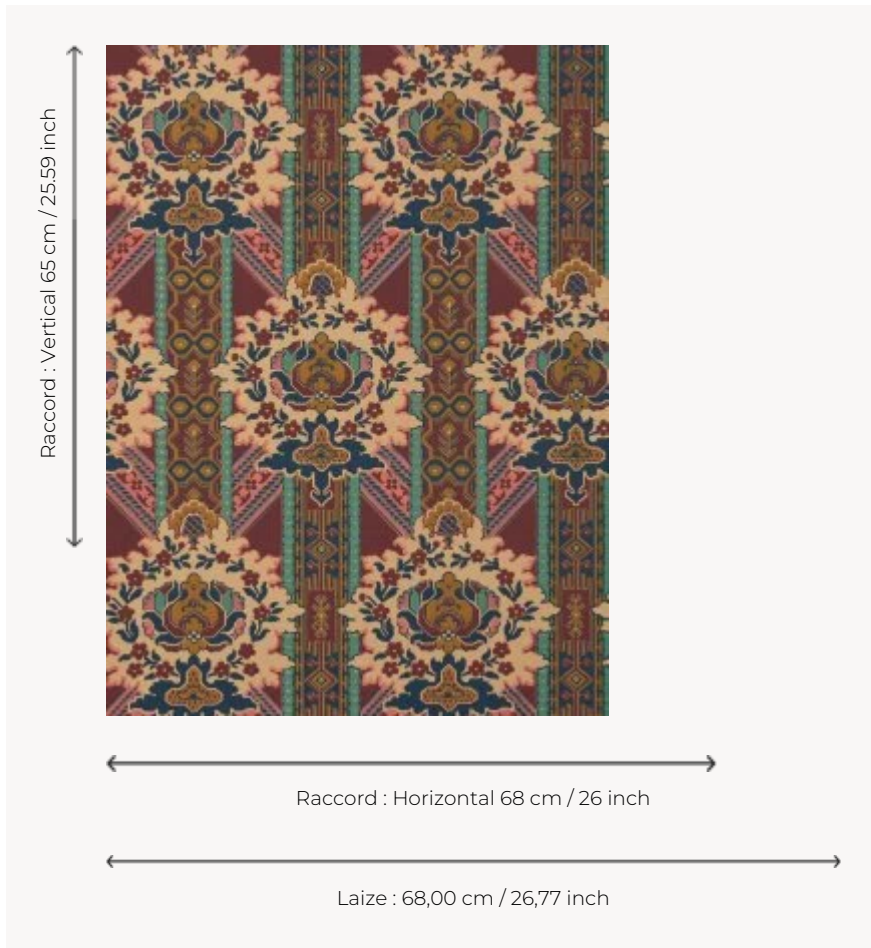 Raccord : Vertical 65 cm / 25.59 inch
Raccord : Horizontal 68 cm / 26 inch
Laize : 68,00 cm / 26,77 inch